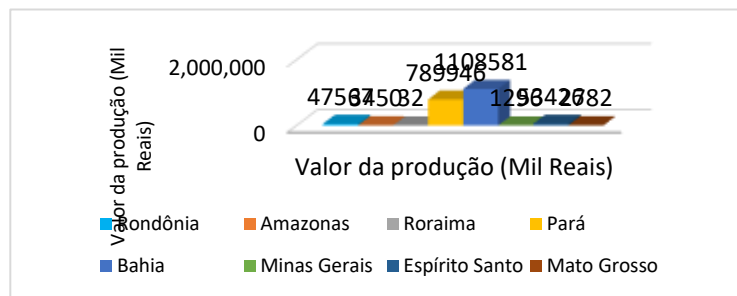 Valor da produção (Mil
Reais)
2,000,000
0
1108581
789946
32
Valor da produção (Mil Reais)
Rondônia Amazonas Roraima Pará
Bahia Minas Gerais Espírito Santo Mato Grosso